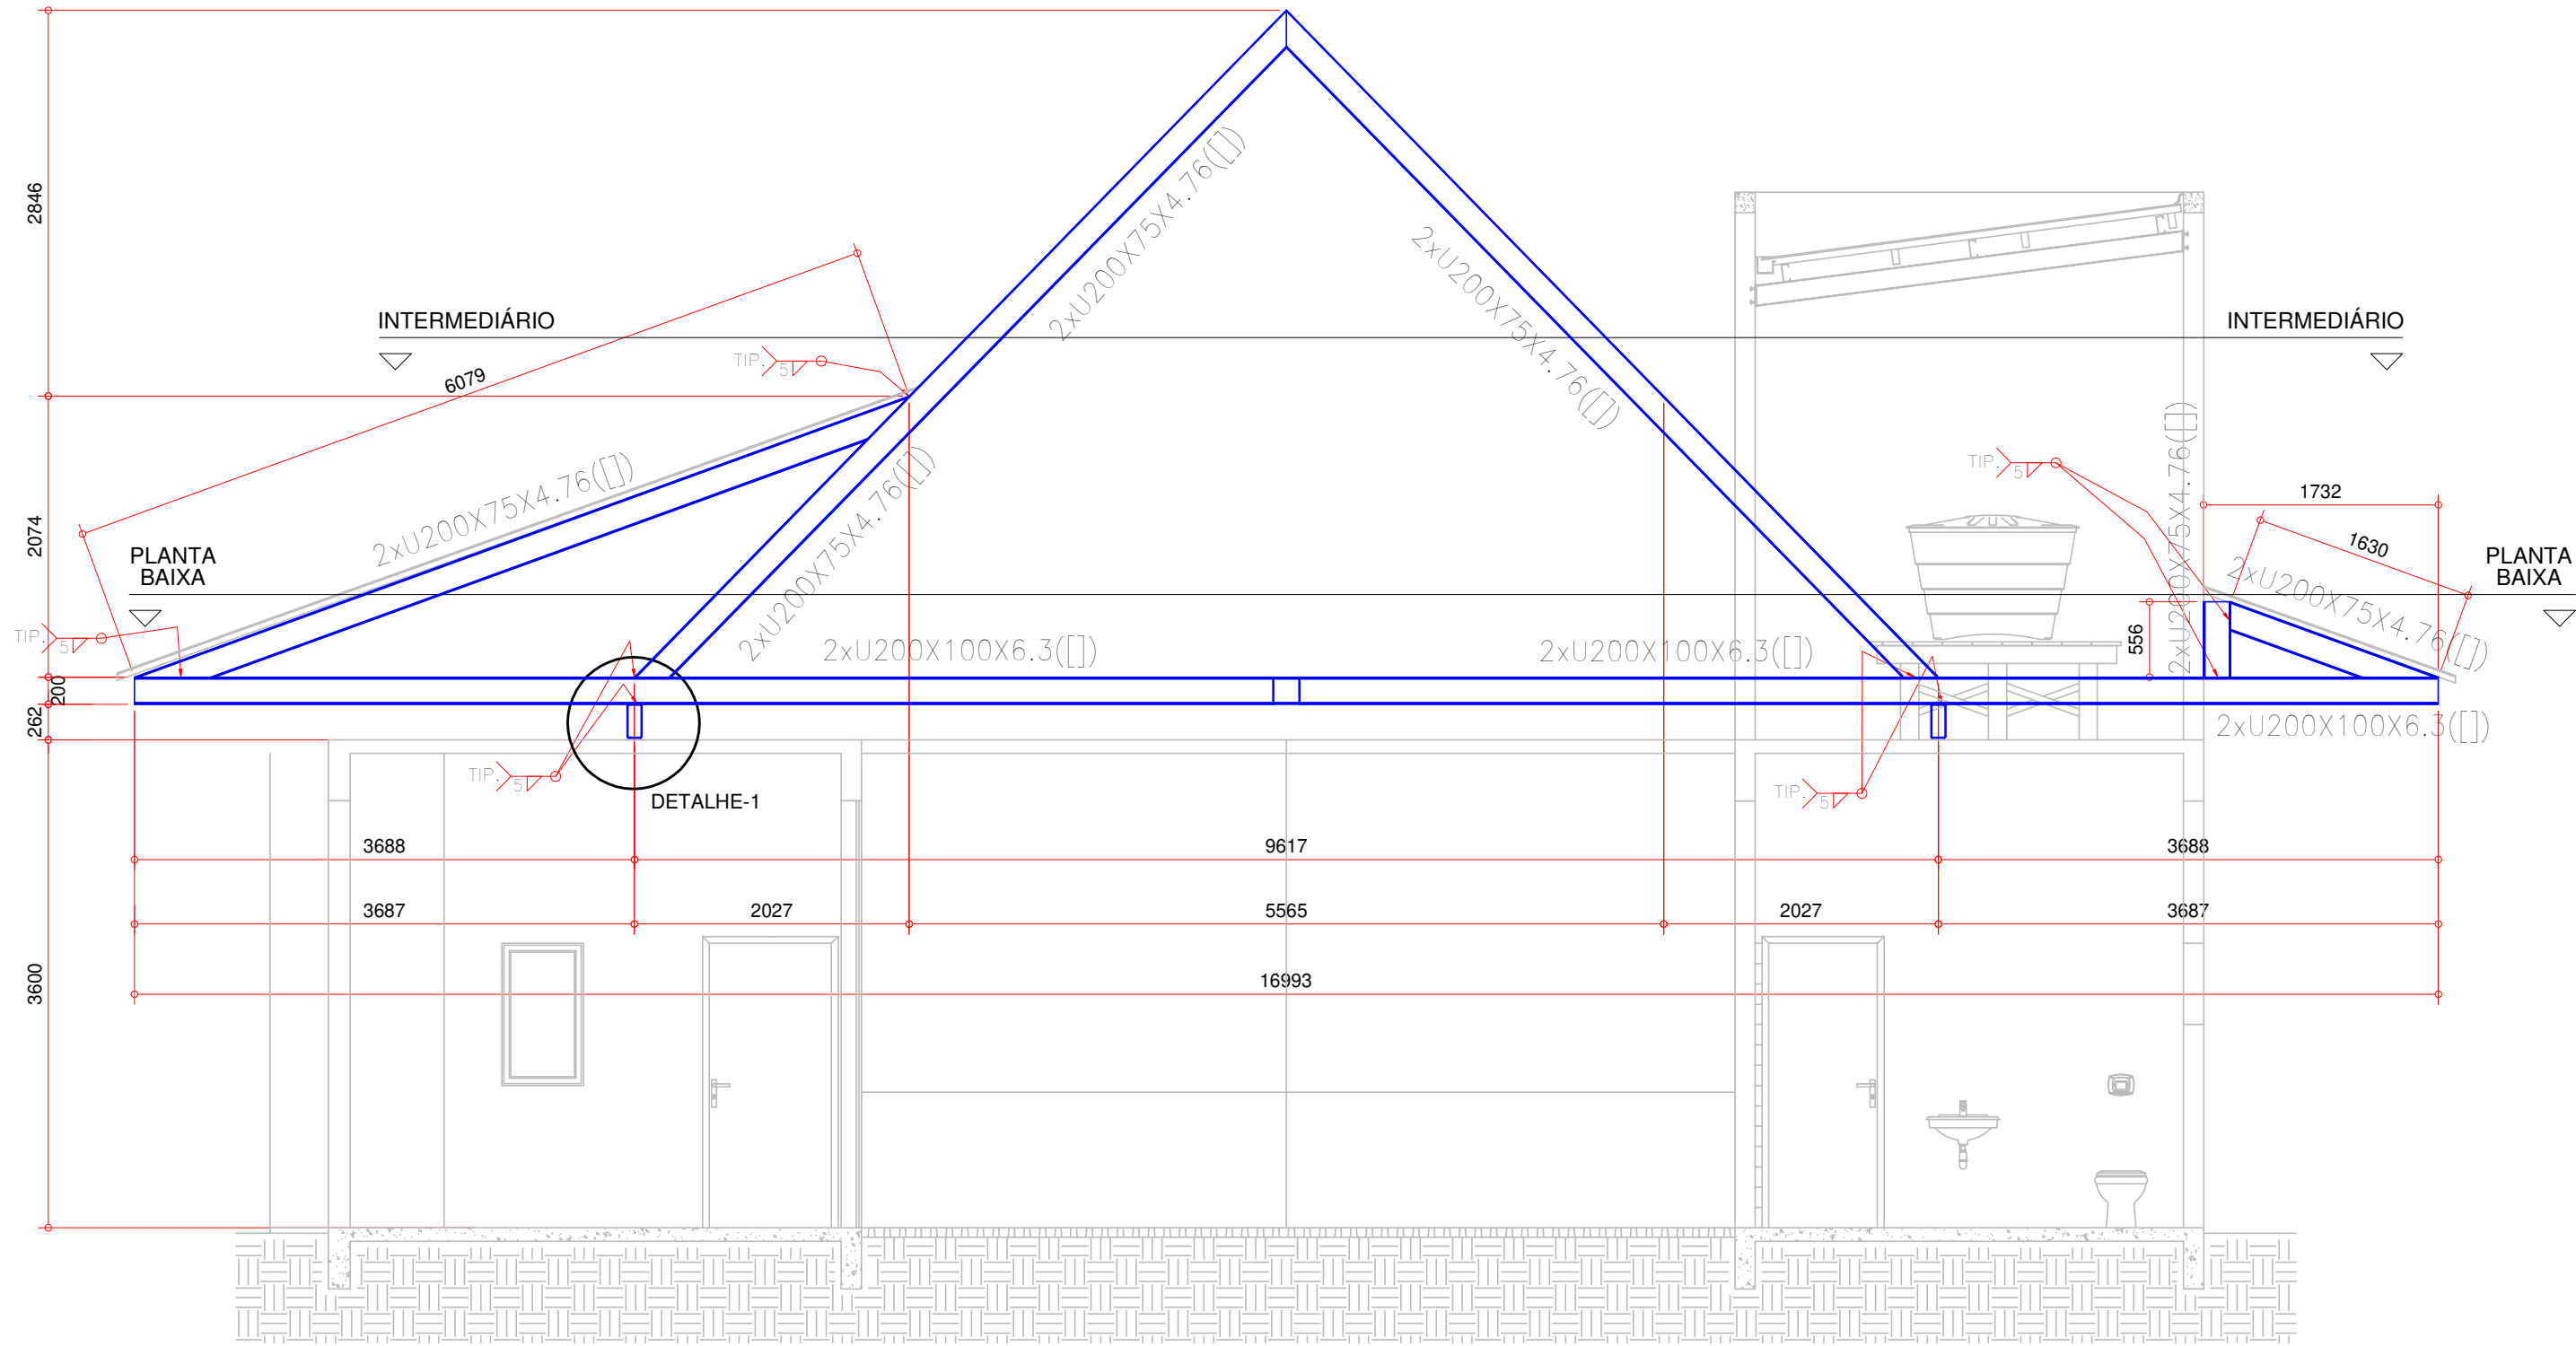 2846
2xU200X75X4.76([])
2xU200X75X4.76([])
INTERMEDIÁRIO
INTERMEDIÁRIO
TIP.
5
6079
2xU200X75X4.76([])
2xU200X75X4.76([])
2xU200X75X4.76([])
TIP.
5
1732
1630
2074
PLANTA
BAIXA
PLANTA
BAIXA
2xU200X75X4.76([])
556
TIP.
5
2xU200X100X6.3([])
2xU200X100X6.3([])
200
262
2xU200X100X6.3([])
TIP.
5
TIP.
5
DETALHE-1
3688
9617
3688
3687
2027
5565
2027
3687
3600
16993